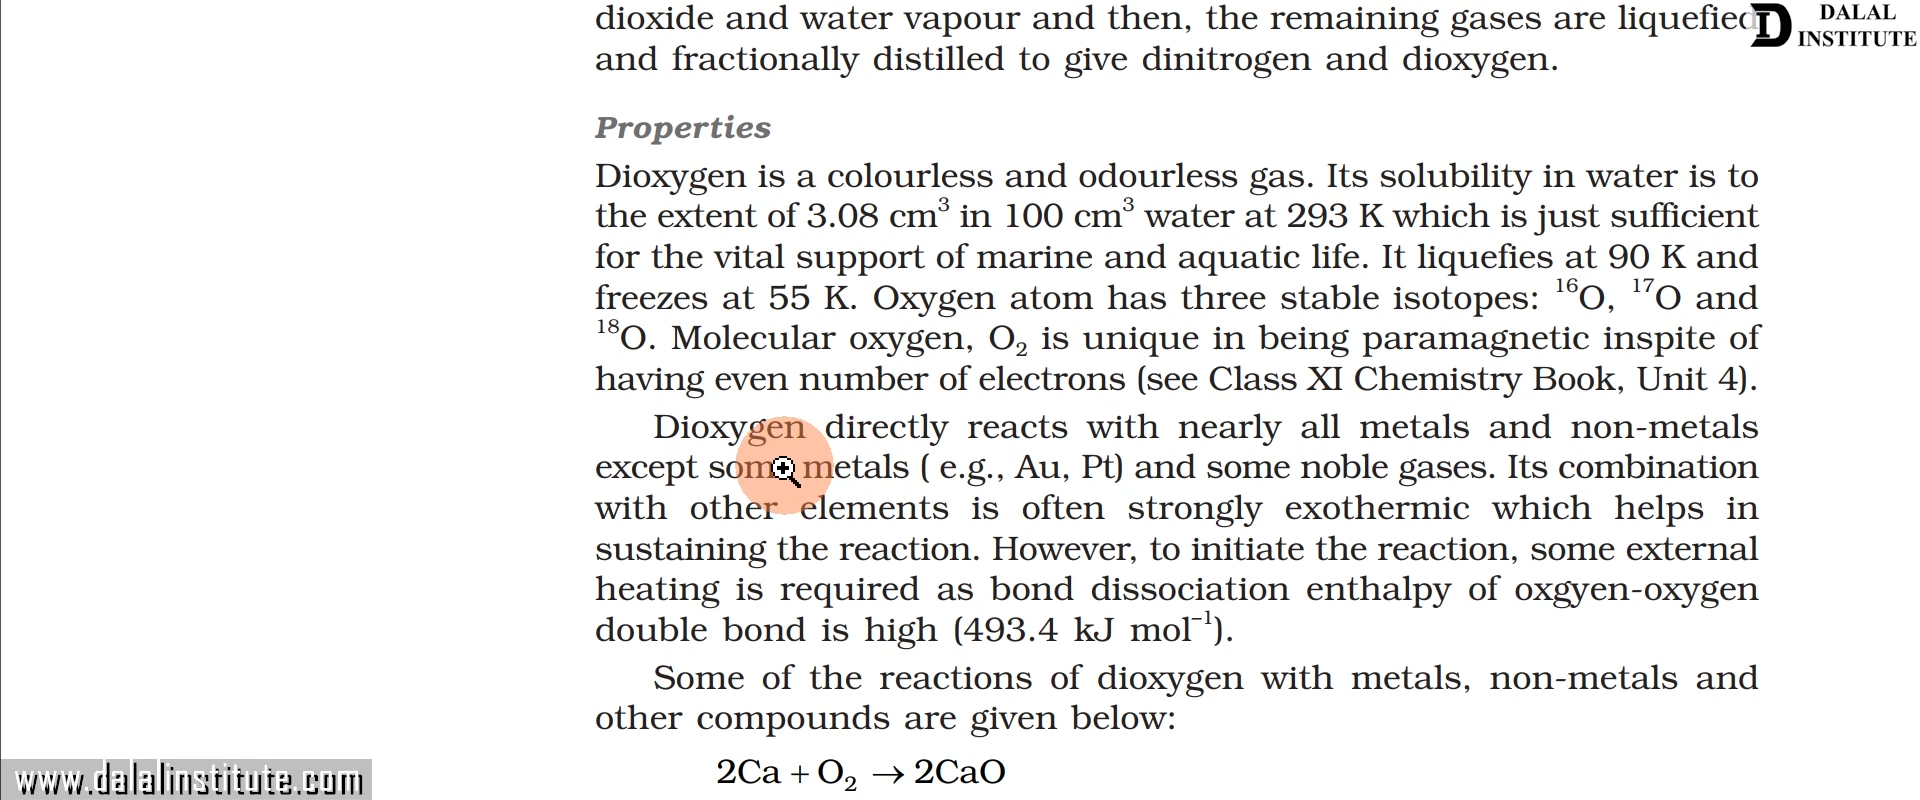 dioxide and water vapour and then, the remaining gases are liquefied
and fractionally distilled to give dinitrogen and dioxygen.
DALAL
INSTITUTE
Properties
Dioxygen is a colourless and odourless gas. Its solubility in water is to
the extent of 3.08 cm³ in 100 cm³ water at 293 K which is just sufficient
for the vital support of marine and aquatic life. It liquefies at 90 K and
freezes at 55 K. Oxygen atom has three stable isotopes: ¹⁶O, ¹⁷O and
¹⁸O. Molecular oxygen, O₂ is unique in being paramagnetic inspite of
having even number of electrons (see Class XI Chemistry Book, Unit 4).
Dioxygen directly reacts with nearly all metals and non-metals
except some metals ( e.g., Au, Pt) and some noble gases. Its combination
with other elements is often strongly exothermic which helps in
sustaining the reaction. However, to initiate the reaction, some external
heating is required as bond dissociation enthalpy of oxgyen-oxygen
double bond is high (493.4 kJ mol⁻¹).
Some of the reactions of dioxygen with metals, non-metals and
other compounds are given below:
2Ca + O₂ → 2CaO
www.dalalinstitute.com